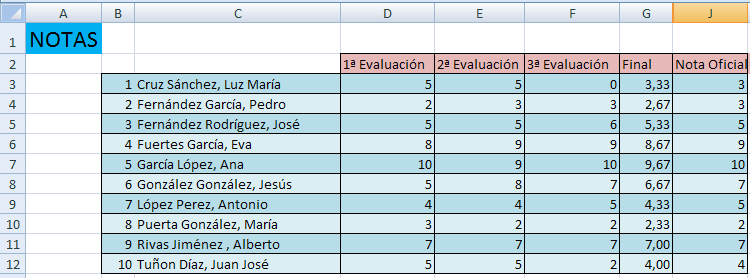 A B C D E F G J
1 NOTAS
2 1ª Evaluación 2ª Evaluación 3ª Evaluación Final Nota Oficial
3 1 Cruz Sánchez, Luz María 5 5 0 3,33 3
4 2 Fernández García, Pedro 2 3 3 2,67 3
5 3 Fernández Rodríguez, José 5 5 6 5,33 5
6 4 Fuertes García, Eva 8 9 9 8,67 9
7 5 García López, Ana 10 9 10 9,67 10
8 6 González González, Jesús 5 8 7 6,67 7
9 7 López Perez, Antonio 4 4 5 4,33 5
10 8 Puerta González, María 3 2 2 2,33 2
11 9 Rivas Jiménez , Alberto 7 7 7 7,00 7
12 10 Tuñon Díaz, Juan José 5 5 2 4,00 4